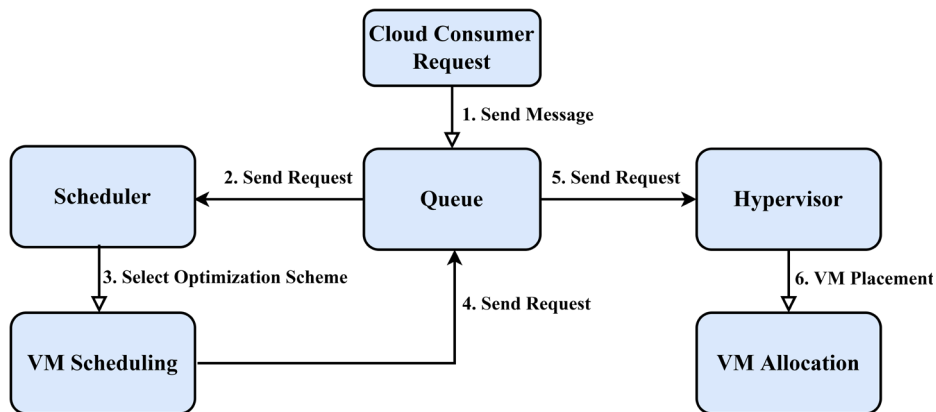 Cloud Consumer
Request
1. Send Message
Scheduler
2. Send Request
Queue
5. Send Request
Hypervisor
3. Select Optimization Scheme
4. Send Request
6. VM Placement
VM Scheduling
VM Allocation